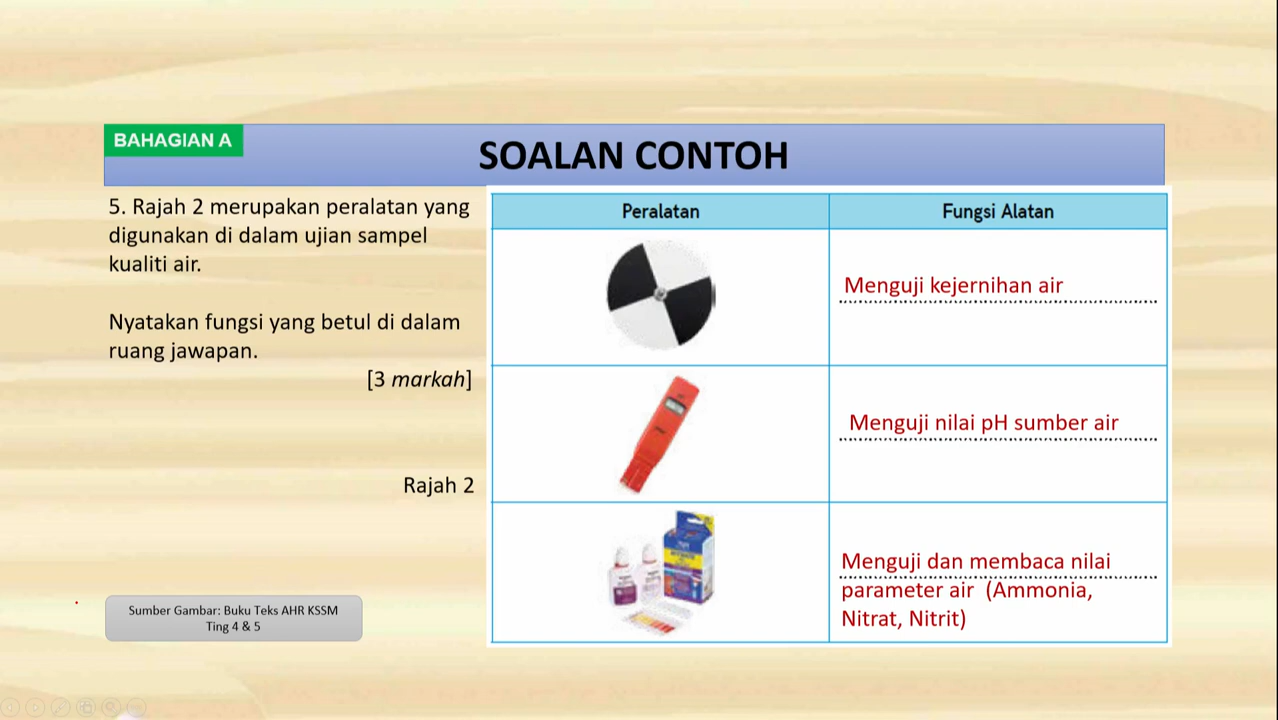 BAHAGIAN A
SOALAN CONTOH
5. Rajah 2 merupakan peralatan yang
digunakan di dalam ujian sampel
kualiti air.
Nyatakan fungsi yang betul di dalam
ruang jawapan.
[3 markah]
Rajah 2
Sumber Gambar: Buku Teks AHR KSSM
Ting 4 & 5
Peralatan
Fungsi Alatan
Menguji kejernihan air
Menguji nilai pH sumber air
Menguji dan membaca nilai
parameter air (Ammonia,
Nitrat, Nitrit)